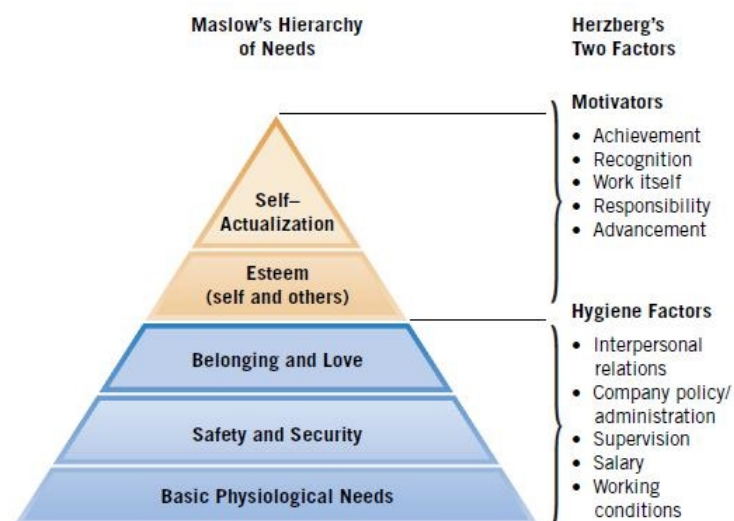 Maslow's Hierarchy
of Needs
Self–
Actualization
Esteem
(self and others)
Belonging and Love
Safety and Security
Basic Physiological Needs
Herzberg's
Two Factors
Motivators
• Achievement
• Recognition
• Work itself
• Responsibility
• Advancement
Hygiene Factors
• Interpersonal
relations
• Company policy/
administration
• Supervision
• Salary
• Working
conditions